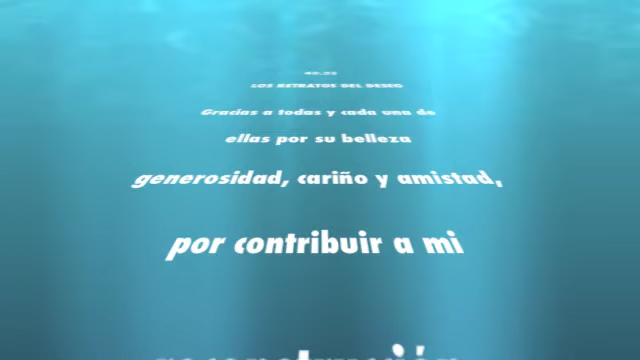 LOS RETRATOS DEL DESEO
Gracias a todas y cada una de
ellas por su belleza
generosidad, cariño y amistad,
por contribuir a mi
reconstrucción